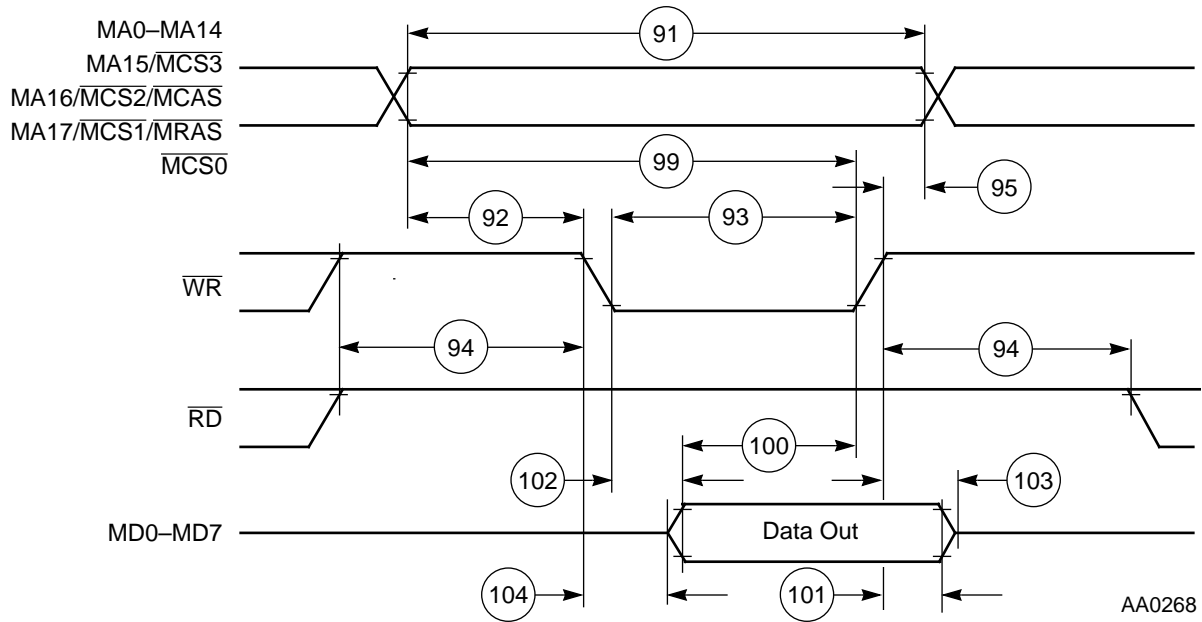 MA0–MA14
91
MA15/MCS3
MA16/MCS2/MCAS
MA17/MCS1/MRAS
MCS0
99
95
92
93
WR
94
94
RD
100
102
103
MD0–MD7
Data Out
104
101
AA0268